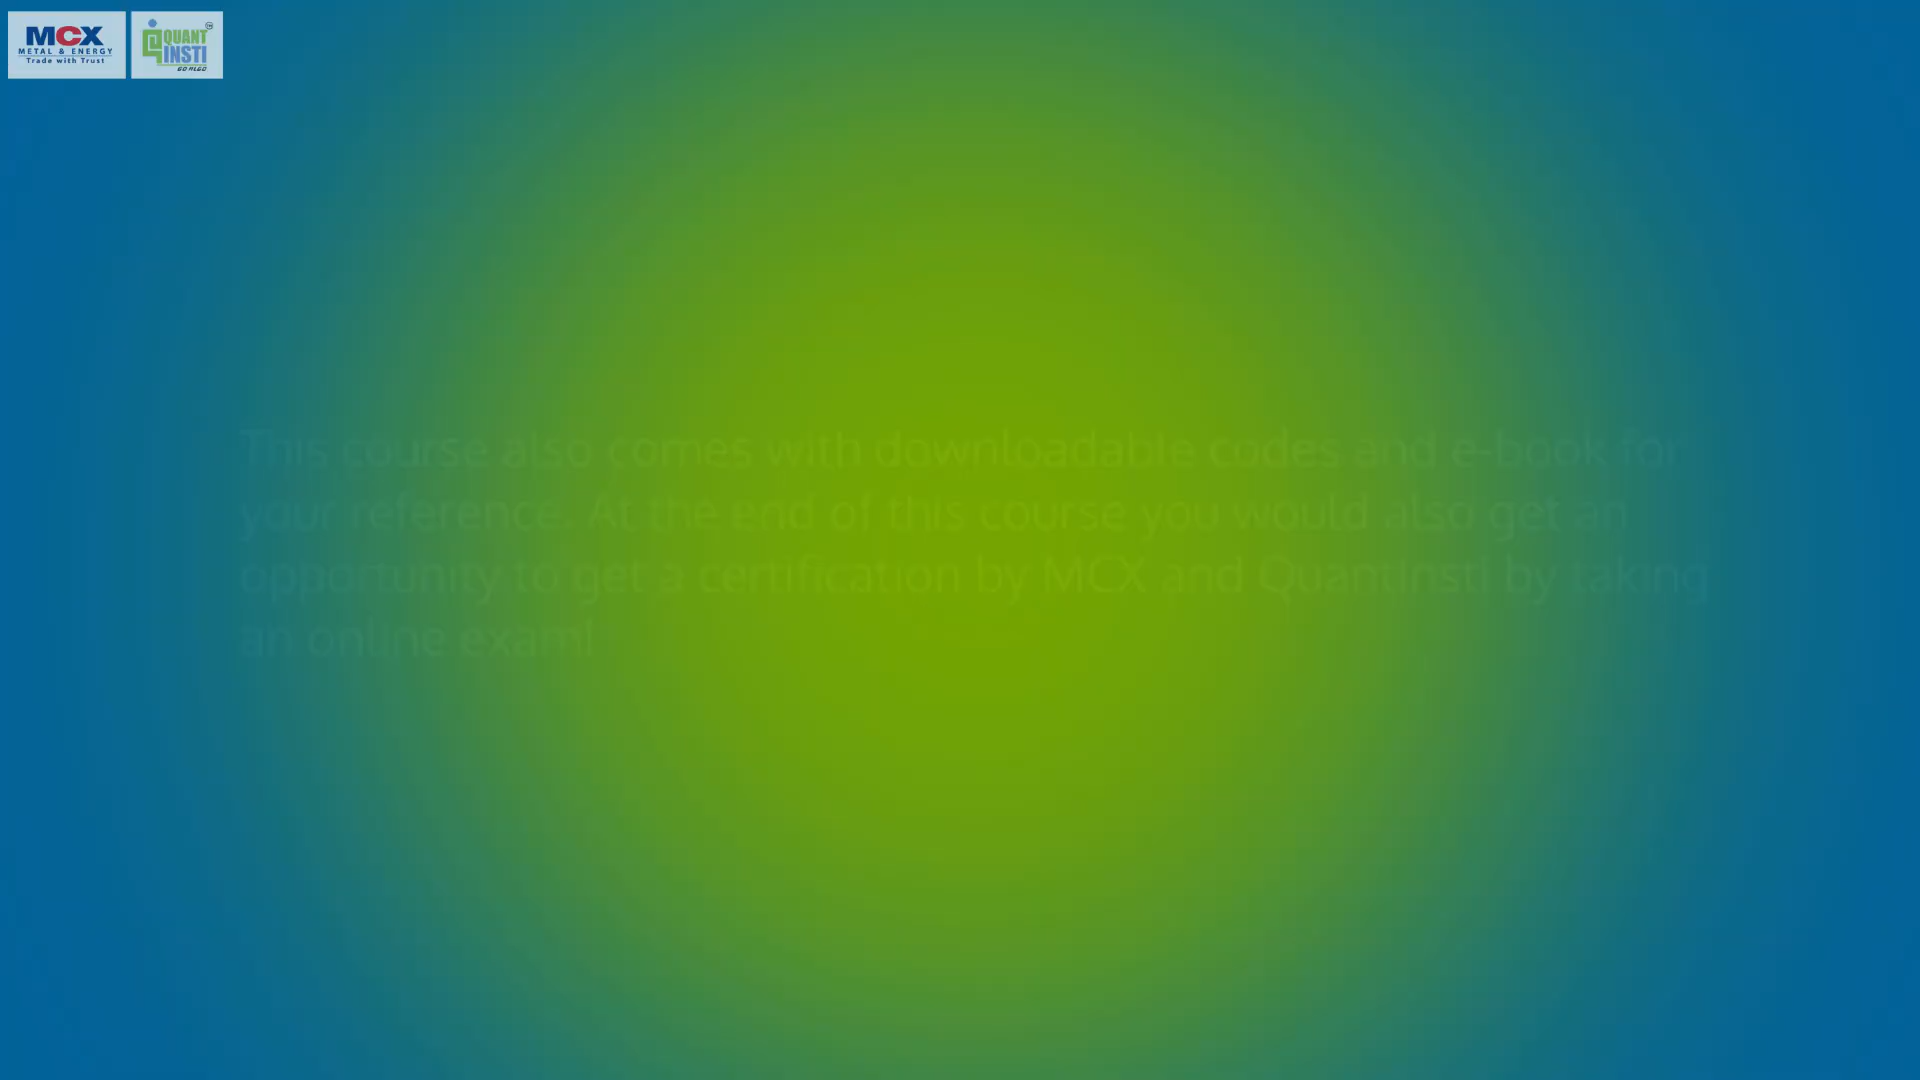 MCX
METAL & ENERGY
Trade with Trust
QUANT
INSTI
GO ALGO
This course also comes with downloadable codes and e-book for
your reference. At the end of this course you would also get an
opportunity to get a certification by MCX and QuantInsti by taking
an online exam!